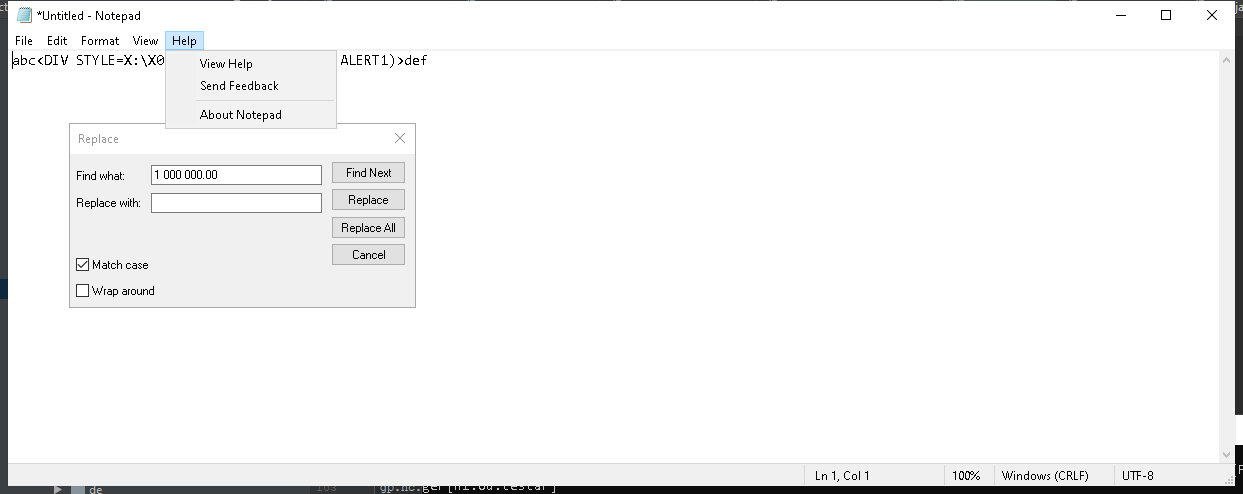 *Untitled - Notepad
File Edit Format View Help
abc<DIV STYLE=X:\X0 ALERT1)>def
View Help
Send Feedback
About Notepad
Replace
Find what: 1 000 000.00 Find Next
Replace with: Replace
Replace All
Cancel
Match case
Wrap around
Ln 1, Col 1 100% Windows (CRLF) UTF-8
de